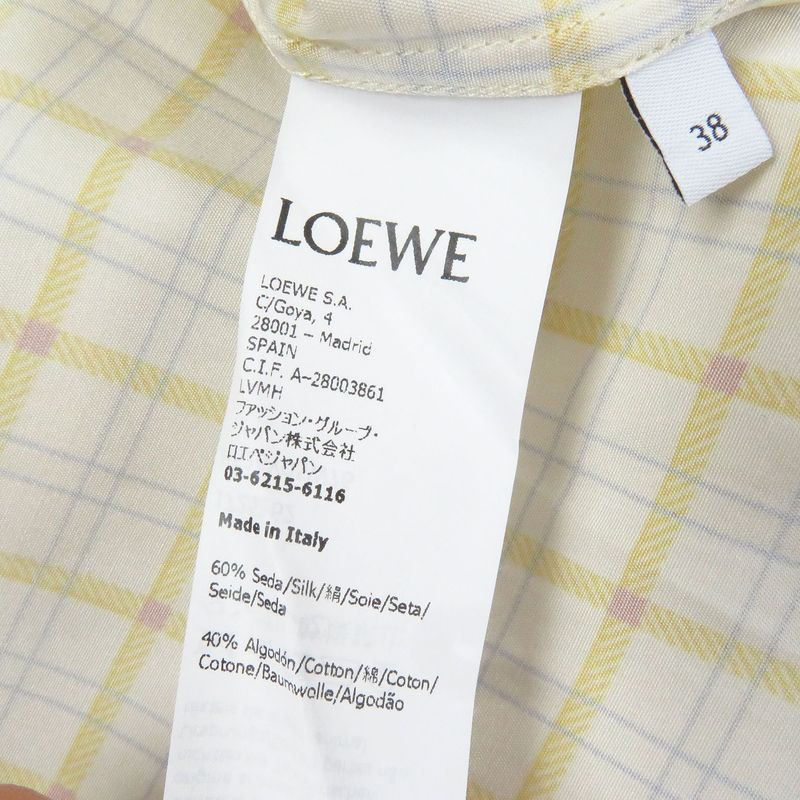 38
LOEWE
LOEWE S.A.
C/Goya, 4
28001 – Madrid
SPAIN
C.I.F. A-28003861
LVMH
ファッション・グループ・
ジャパン株式会社
ロエベジャパン
03-6215-6116
Made in Italy
60% Seda/Silk/絹/Soie/Seta/
Seide/Seda
40% Algodón/Cotton/綿/Coton/
Cotone/Baumwolle/Algodão